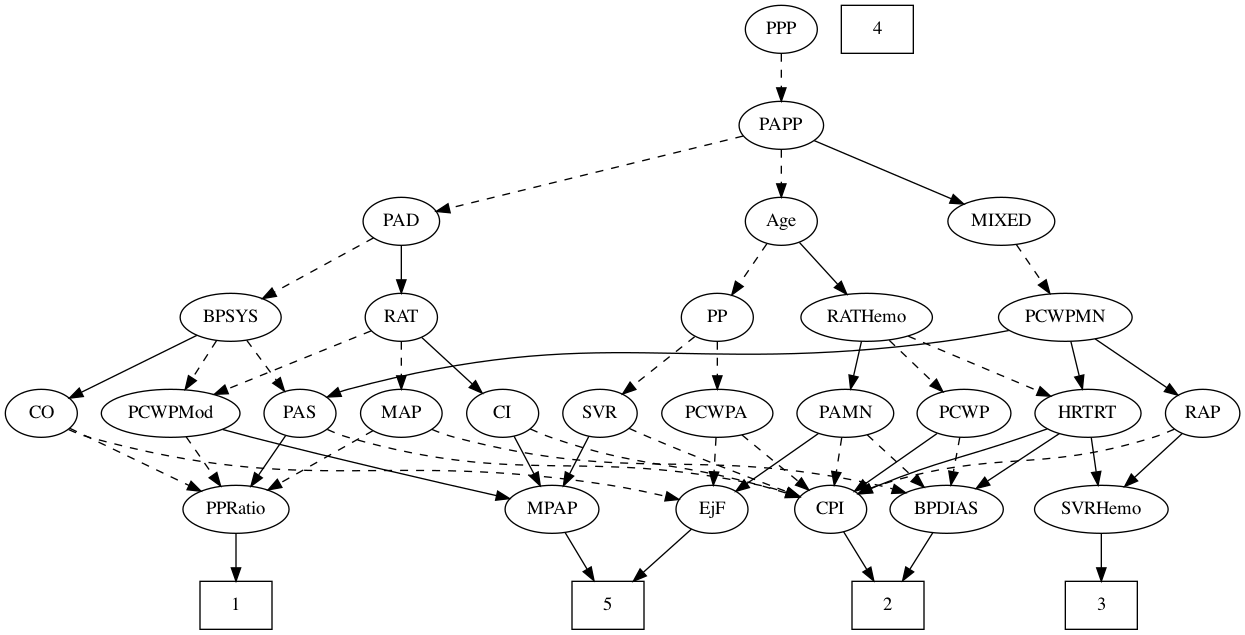 PPP
4
PAPP
PAD
Age
MIXED
BPSYS
RAT
PP
RATHemo
PCWPMN
CO
PCWPMod
PAS
MAP
CI
SVR
PCWPA
PAMN
PCWP
HRTRT
RAP
PPRatio
MPAP
EjF
CPI
BPDIAS
SVRHemo
1
5
2
3